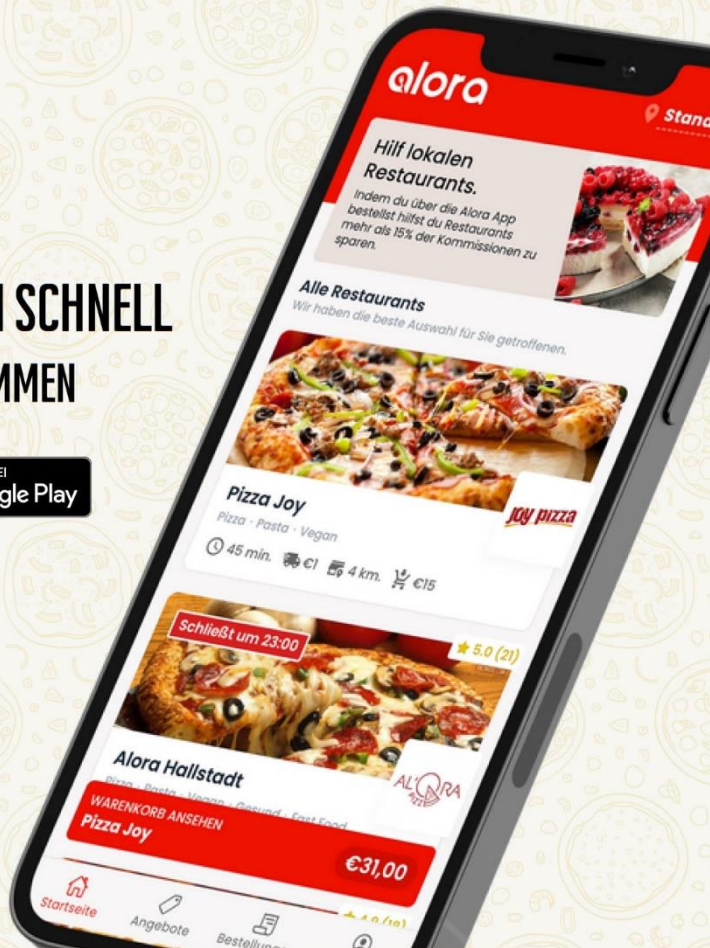 alora
Hilf lokalen
Restaurants.
Indem du über die Alora App
bestellst hilfst du Restaurants
mehr als 15% der Kommissionen zu
sparen.
Alle Restaurants
Wir haben die beste Auswahl für Sie getroffenen.
SCHNELL
Play
Pizza Joy
Pizza · Pasta · Vegan
45 min. €1 4 km. €15
JOY PIZZA
Schließt um 23:00
5.0 (21)
Alora Hallstadt
Pizza · Pasta · Vegan · Gesund · Fast Food
AL'ORA
PIZZA
WARENKORB ANSEHEN
Pizza Joy
€31,00
Startseite
Angebote